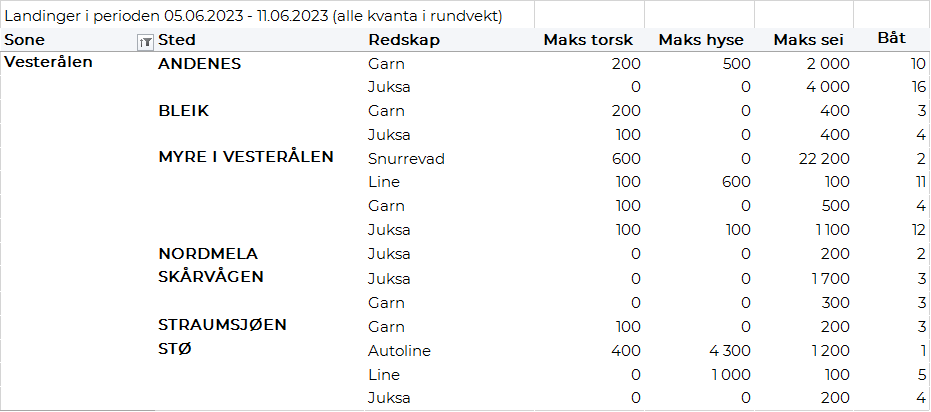 Landinger i perioden 05.06.2023 - 11.06.2023 (alle kvanta i rundvekt)
Sone Sted Redskap Maks torsk Maks hyse Maks sei Båt
Vesterålen ANDENES Garn 200 500 2 000 10
Juksa 0 0 4 000 16
BLEIK Garn 200 0 400 3
Juksa 100 0 400 4
MYRE I VESTERÅLEN Snurrevad 600 0 22 200 2
Line 100 600 100 11
Garn 100 0 500 4
Juksa 100 100 1 100 12
NORDMELA Juksa 0 0 200 2
SKÅRVÅGEN Juksa 0 0 1 700 3
Garn 0 0 300 3
STRAUMSJØEN Garn 100 0 200 3
STØ Autoline 400 4 300 1 200 1
Line 0 1 000 100 5
Juksa 0 0 200 4